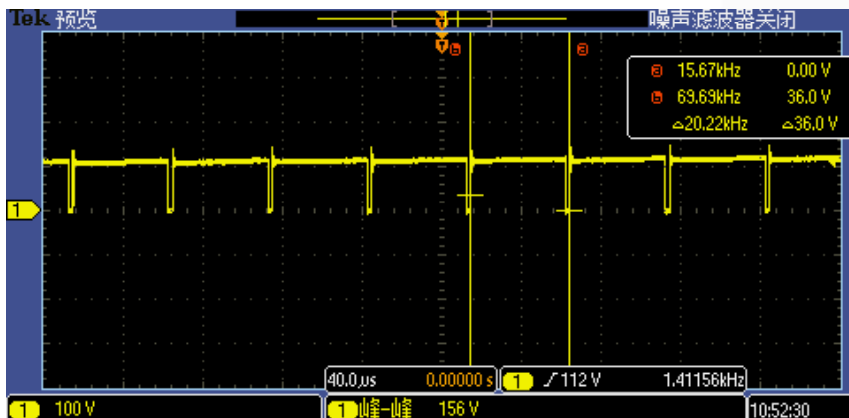 Tek 预览 噪声滤波器关闭
T
T b a
a 15.67kHz 0.00 V
b 69.69kHz 36.0 V
△20.22kHz △36.0 V
1
40.0µs 0.00000 s 1 112 V 1.41156kHz
1 100 V 1 峰-峰 156 V 10:52:30